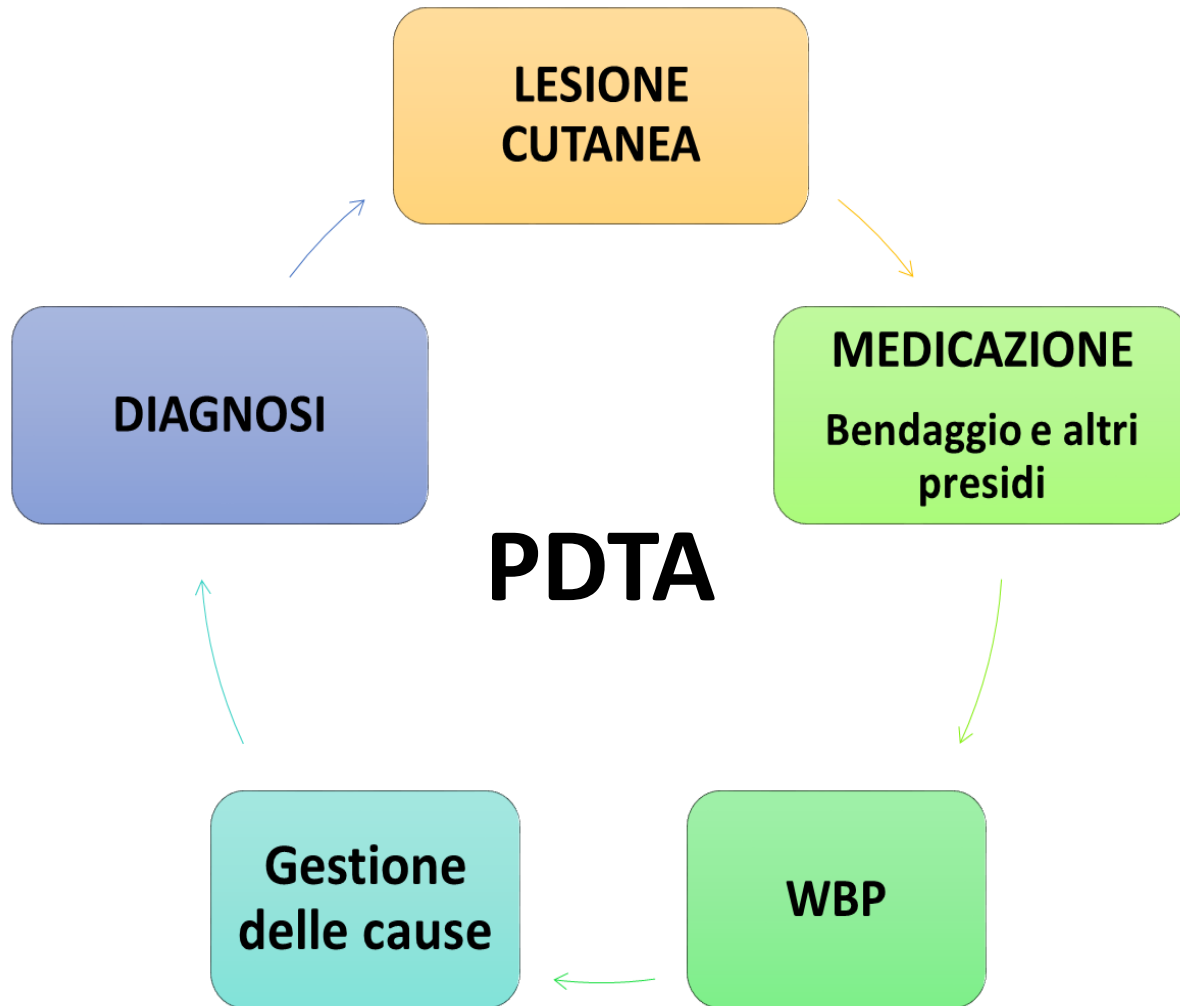 LESIONE
CUTANEA
MEDICAZIONE
Bendaggio e altri
presidi
WBP
Gestione
delle cause
DIAGNOSI
PDTA